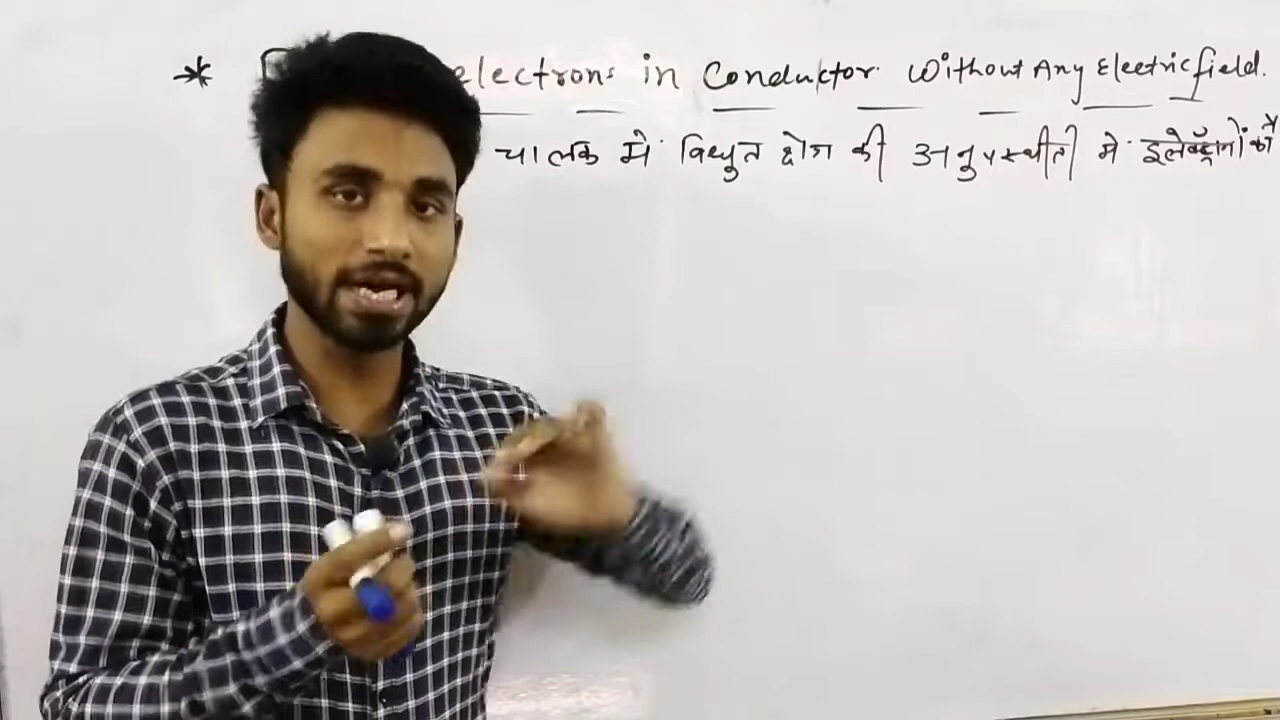 * electrons in Conductor Without Any Electric field.
चालक मे विधुत क्षेत्र की अनुपस्थीती मे इलेक्ट्रॉनों